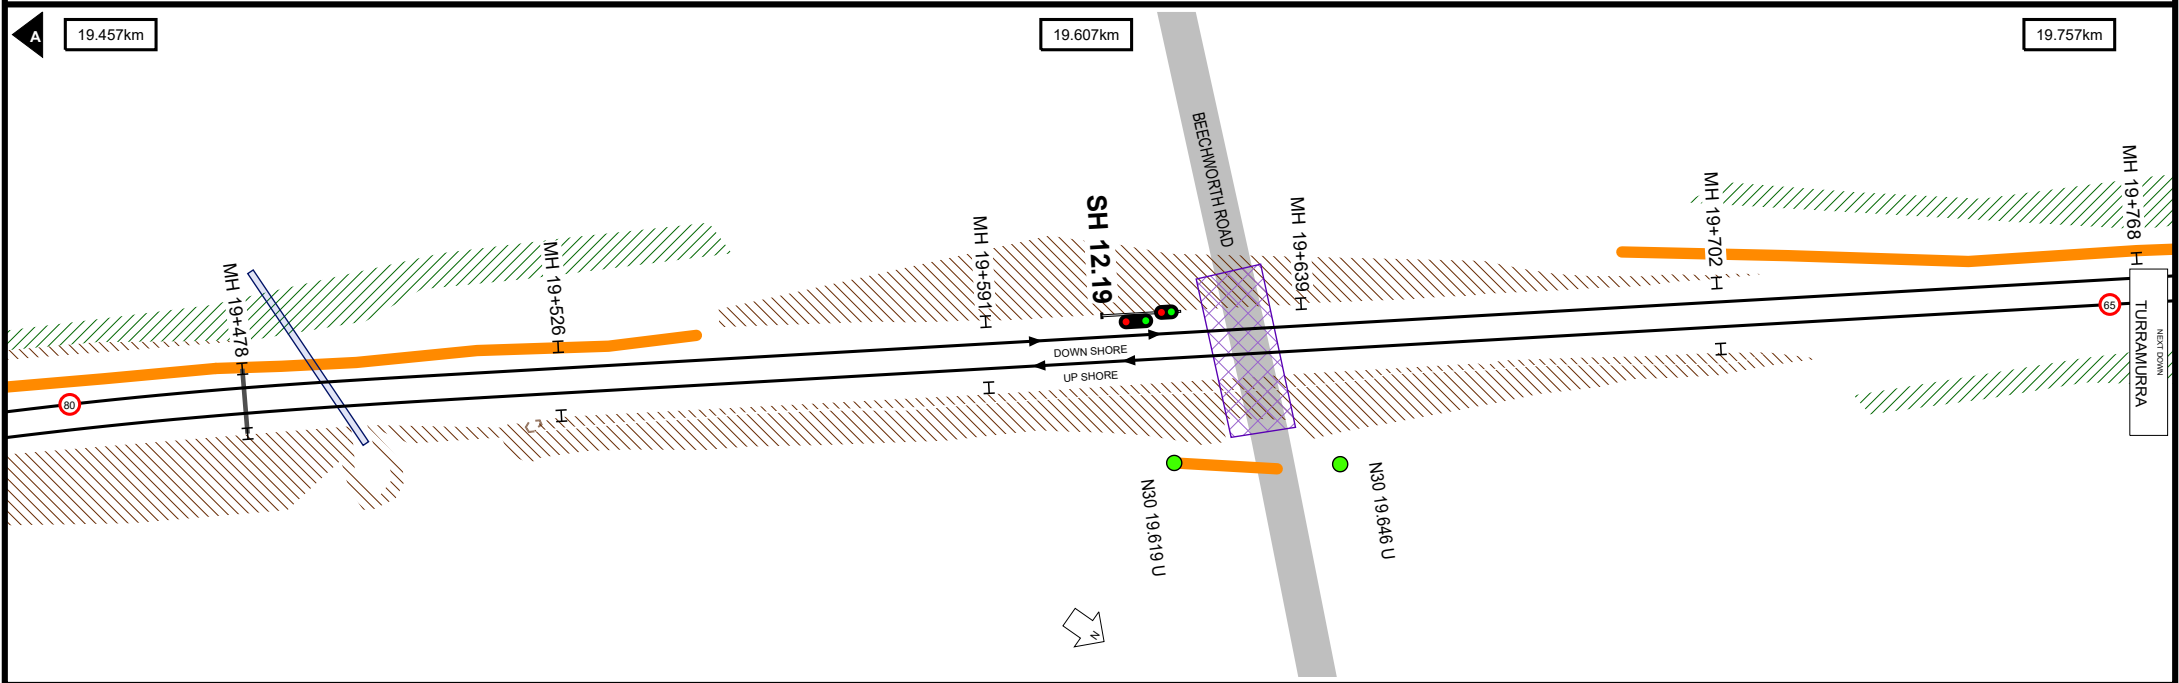 A
19.457km
19.607km
19.757km
BEECHWORTH ROAD
MH 19+478
MH 19+526
MH 19+591
SH 12.19
MH 19+639
MH 19+702
MH 19+768
DOWN SHORE
UP SHORE
80
65
TURRAMURRA
NEXT DOWN
N30 19.619 U
N30 19.646 U
N